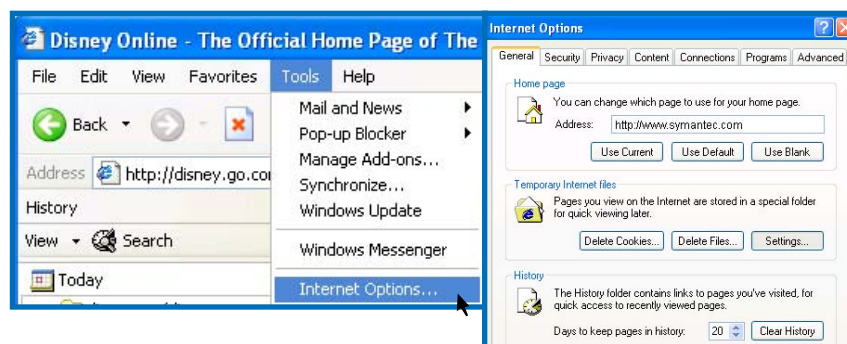 Disney Online - The Official Home Page of The
File Edit View Favorites Tools Help
Back
Address http://disney.go.co
History
View Search
Today
Mail and News
Pop-up Blocker
Manage Add-ons...
Synchronize...
Windows Update
Windows Messenger
Internet Options...
Internet Options
General Security Privacy Content Connections Programs Advanced
Home page
You can change which page to use for your home page.
Address: http://www.symantec.com
Use Current Use Default Use Blank
Temporary Internet files
Pages you view on the Internet are stored in a special folder
for quick viewing later.
Delete Cookies... Delete Files... Settings...
History
The History folder contains links to pages you've visited, for
quick access to recently viewed pages.
Days to keep pages in history: 20 Clear History